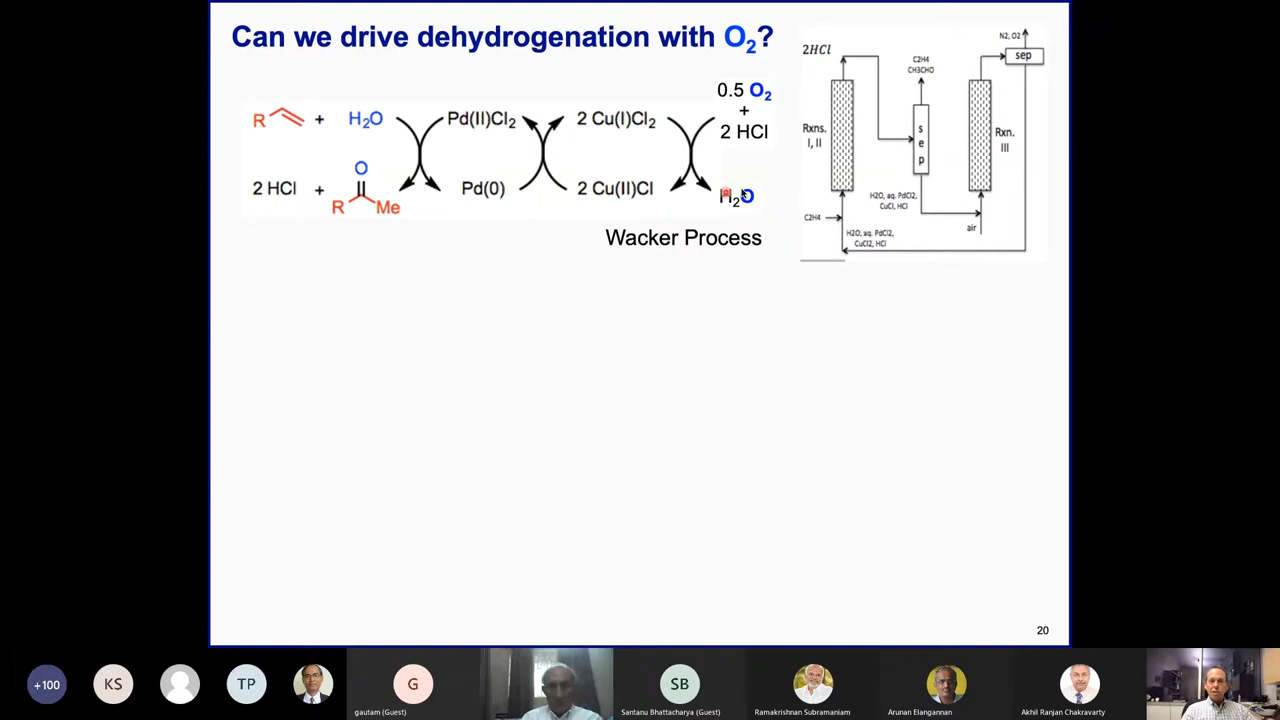 Can we drive dehydrogenation with O2?
0.5 O2
+
2 HCl
R + H2O Pd(II)Cl2 2 Cu(I)Cl2
O
2 HCl + R Me Pd(0) 2 Cu(II)Cl H2O
Wacker Process
2HCl
C2H4
CH3CHO
N2, O2
sep
Rxns.
I, II
s
e
p
Rxn.
III
H2O, aq. PdCl2,
CuCl, HCl
C2H4
air
H2O, aq. PdCl2,
CuCl2, HCl
20
+100
KS
TP
G
gautam (Guest)
SB
Santanu Bhattacharya (Guest)
Ramakrishnan Subramaniam
Arunan Elangannan
Akhil Ranjan Chakravarty